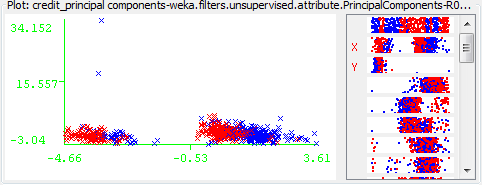 Plot: credit_principal components-weka.filters.unsupervised.attribute.PrincipalComponents-R0...
34.152
15.557
-3.04
-4.66
-0.53
3.61
X
Y